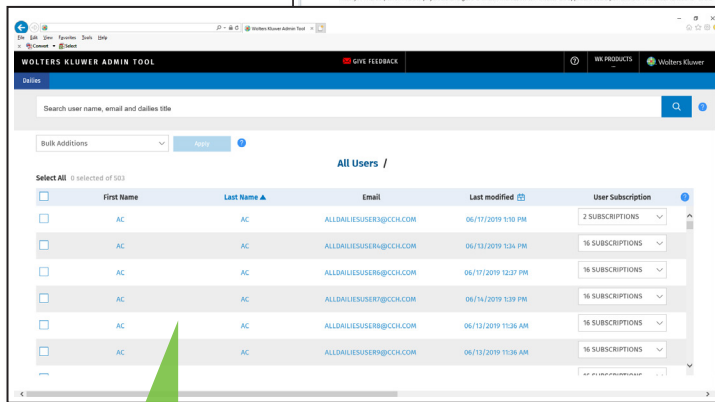 Wolters Kluwer Admin Tool
File Edit View Favorites Tools Help
Convert Select
WOLTERS KLUWER ADMIN TOOL GIVE FEEDBACK WK PRODUCTS Wolters Kluwer
Dailies
Search user name, email and dailies title
Bulk Additions Apply
All Users /
Select All 0 selected of 503
First Name Last Name Email Last modified User Subscription
AC AC ALLDAILIESUSER3@CCH.COM 06/17/2019 1:10 PM 2 SUBSCRIPTIONS
AC AC ALLDAILIESUSER4@CCH.COM 06/13/2019 1:34 PM 16 SUBSCRIPTIONS
AC AC ALLDAILIESUSER6@CCH.COM 06/17/2019 12:37 PM 16 SUBSCRIPTIONS
AC AC ALLDAILIESUSER7@CCH.COM 06/14/2019 1:39 PM 16 SUBSCRIPTIONS
AC AC ALLDAILIESUSER8@CCH.COM 06/13/2019 11:36 AM 16 SUBSCRIPTIONS
AC AC ALLDAILIESUSER9@CCH.COM 06/13/2019 11:36 AM 16 SUBSCRIPTIONS